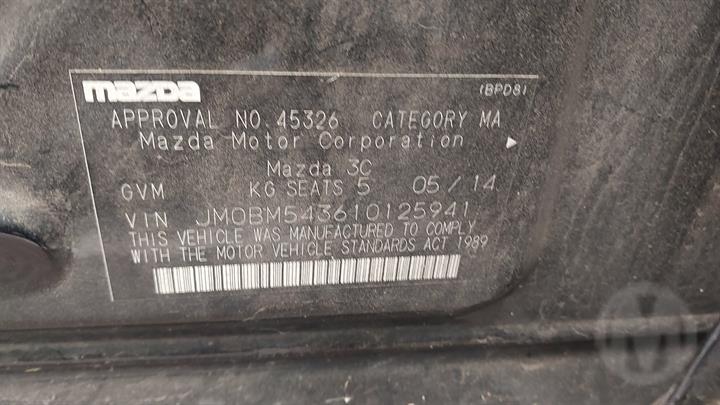 mazda
(BPD8)
APPROVAL NO. 45326 CATEGORY MA
Mazda Motor Corporation
Mazda 3C
GVM KG SEATS 5 05/14
VIN JM0BM543610125941
THIS VEHICLE WAS MANUFACTURED TO COMPLY
WITH THE MOTOR VEHICLE STANDARDS ACT 1989
M